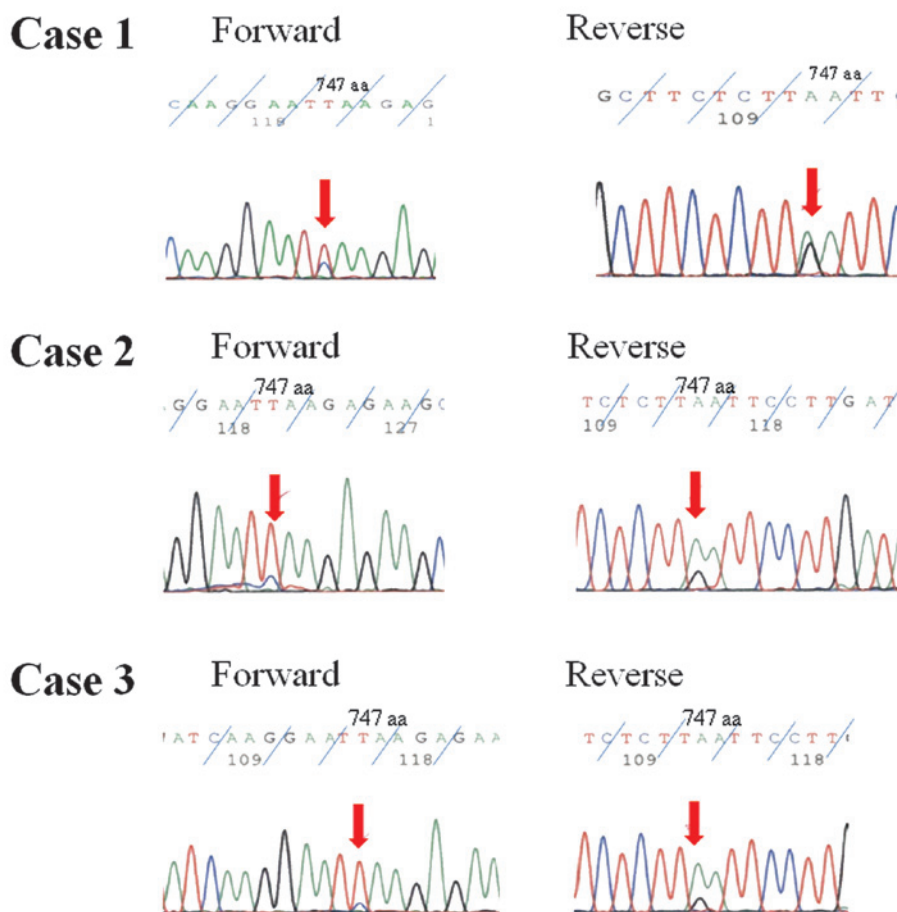 Case 1 Forward Reverse
747 aa 747 aa
CAAGGAATTAAGAG GCTTCTCTTAATTC
118 1 109
Case 2 Forward Reverse
747 aa 747 aa
GGAATTAAGAGAAGC TCTCTTAATTCCTTGAT
118 127 109 118
Case 3 Forward Reverse
747 aa 747 aa
ATCAAGGAATTAAGAGAA TCTCTTAATTCCTT
109 118 109 118